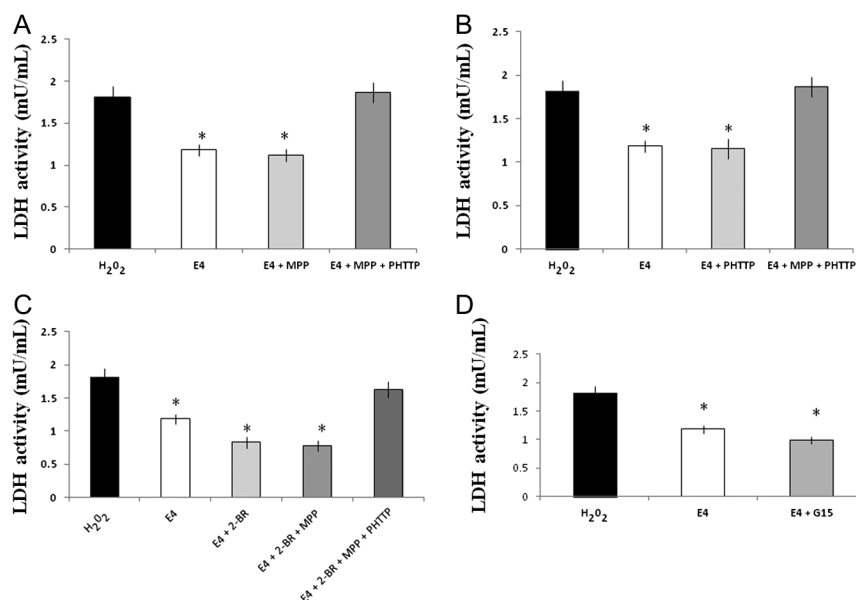 A
LDH activity (mU/mL)
2.5
2
1.5
1
0.5
0
*
*
H2O2
E4
E4 + MPP
E4 + MPP + PHTTP
B
LDH activity (mU/mL)
2.5
2
1.5
1
0.5
0
*
*
H2O2
E4
E4 + PHTTP
E4 + MPP + PHTTP
C
LDH activity (mU/mL)
2.5
2
1.5
1
0.5
0
*
*
*
H2O2
E4
E4 + 2-BR
E4 + 2-BR + MPP
E4 + 2-BR + MPP + PHTTP
D
LDH activity (mU/mL)
2.5
2
1.5
1
0.5
0
*
*
H2O2
E4
E4 + G15